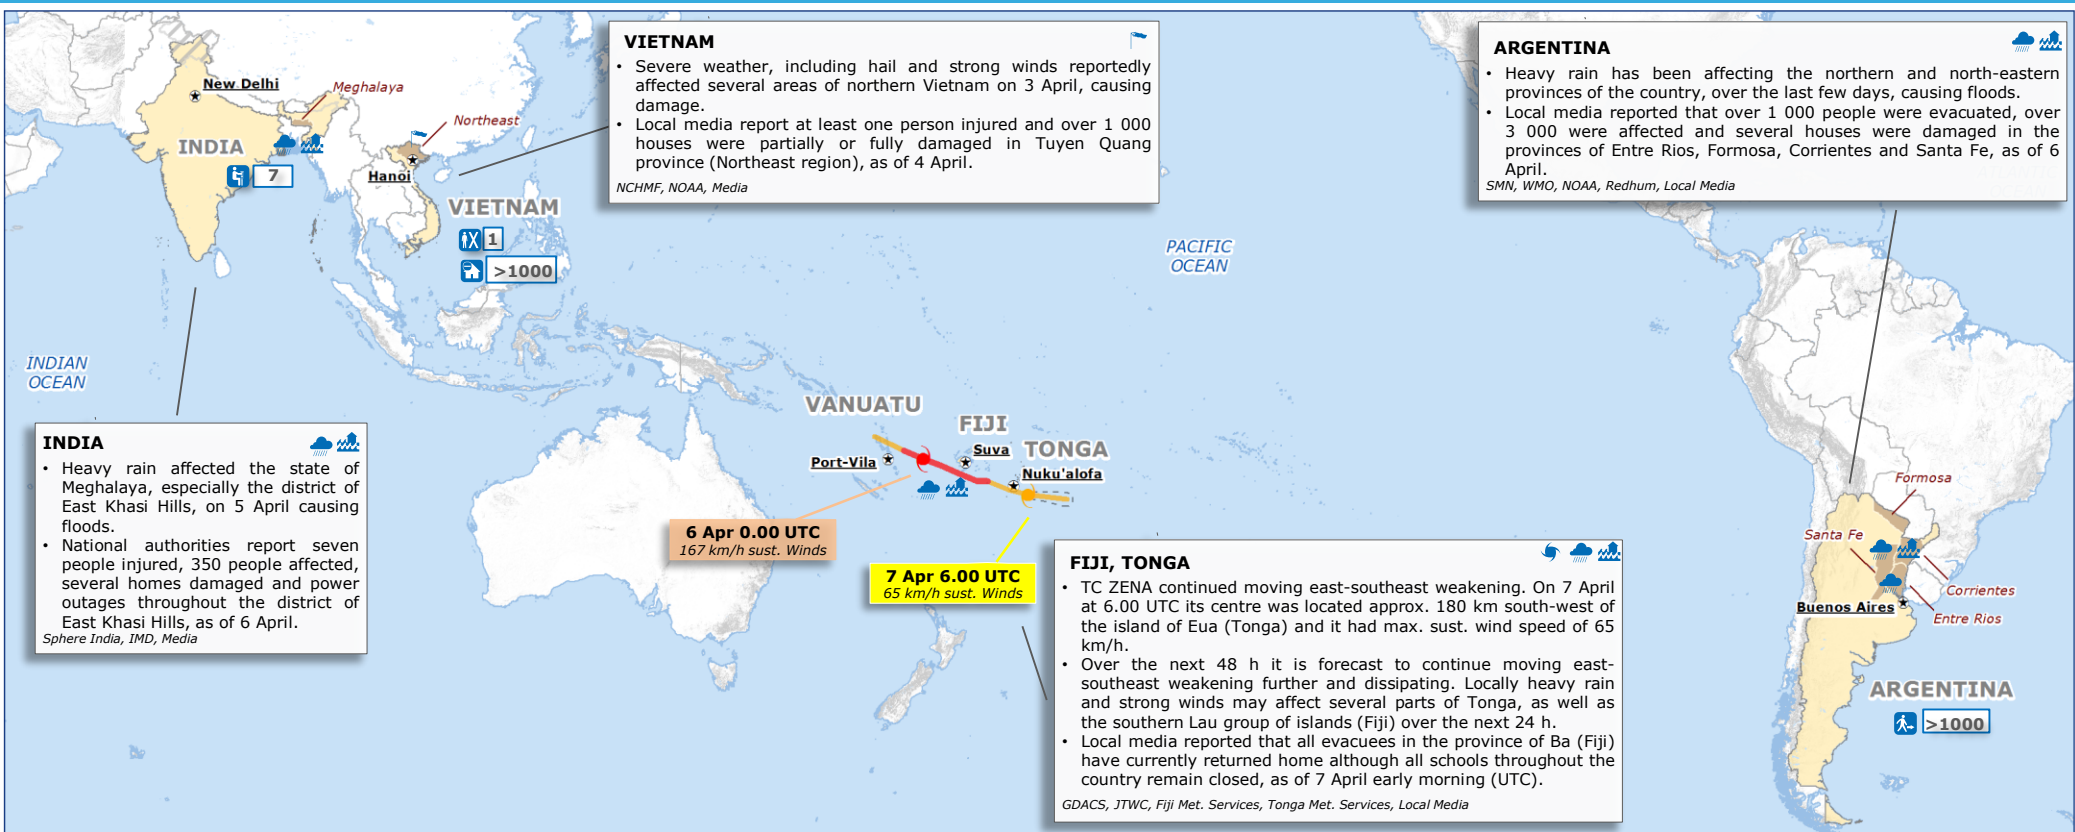 VIETNAM
• Severe weather, including hail and strong winds reportedly
affected several areas of northern Vietnam on 3 April, causing
damage.
• Local media report at least one person injured and over 1 000
houses were partially or fully damaged in Tuyen Quang
province (Northeast region), as of 4 April.
NCHMF, NOAA, Media
ARGENTINA
• Heavy rain has been affecting the northern and north-eastern
provinces of the country, over the last few days, causing floods.
• Local media reported that over 1 000 people were evacuated, over
3 000 were affected and several houses were damaged in the
provinces of Entre Rios, Formosa, Corrientes and Santa Fe, as of 6
April.
SMN, WMO, NOAA, Redhum, Local Media
New Delhi
Meghalaya
Northeast
INDIA
7
Hanoi
VIETNAM
1
>1000
PACIFIC
OCEAN
INDIAN
OCEAN
VANUATU
FIJI
Suva
TONGA
Port-Vila
Nuku'alofa
6 Apr 0.00 UTC
167 km/h sust. Winds
7 Apr 6.00 UTC
65 km/h sust. Winds
INDIA
• Heavy rain affected the state of
Meghalaya, especially the district of
East Khasi Hills, on 5 April causing
floods.
• National authorities report seven
people injured, 350 people affected,
several homes damaged and power
outages throughout the district of
East Khasi Hills, as of 6 April.
Sphere India, IMD, Media
FIJI, TONGA
• TC ZENA continued moving east-southeast weakening. On 7 April
at 6.00 UTC its centre was located approx. 180 km south-west of
the island of Eua (Tonga) and it had max. sust. wind speed of 65
km/h.
• Over the next 48 h it is forecast to continue moving east-
southeast weakening further and dissipating. Locally heavy rain
and strong winds may affect several parts of Tonga, as well as
the southern Lau group of islands (Fiji) over the next 24 h.
• Local media reported that all evacuees in the province of Ba (Fiji)
have currently returned home although all schools throughout the
country remain closed, as of 7 April early morning (UTC).
GDACS, JTWC, Fiji Met. Services, Tonga Met. Services, Local Media
Formosa
Santa Fe
Corrientes
Buenos Aires
Entre Rios
ARGENTINA
>1000